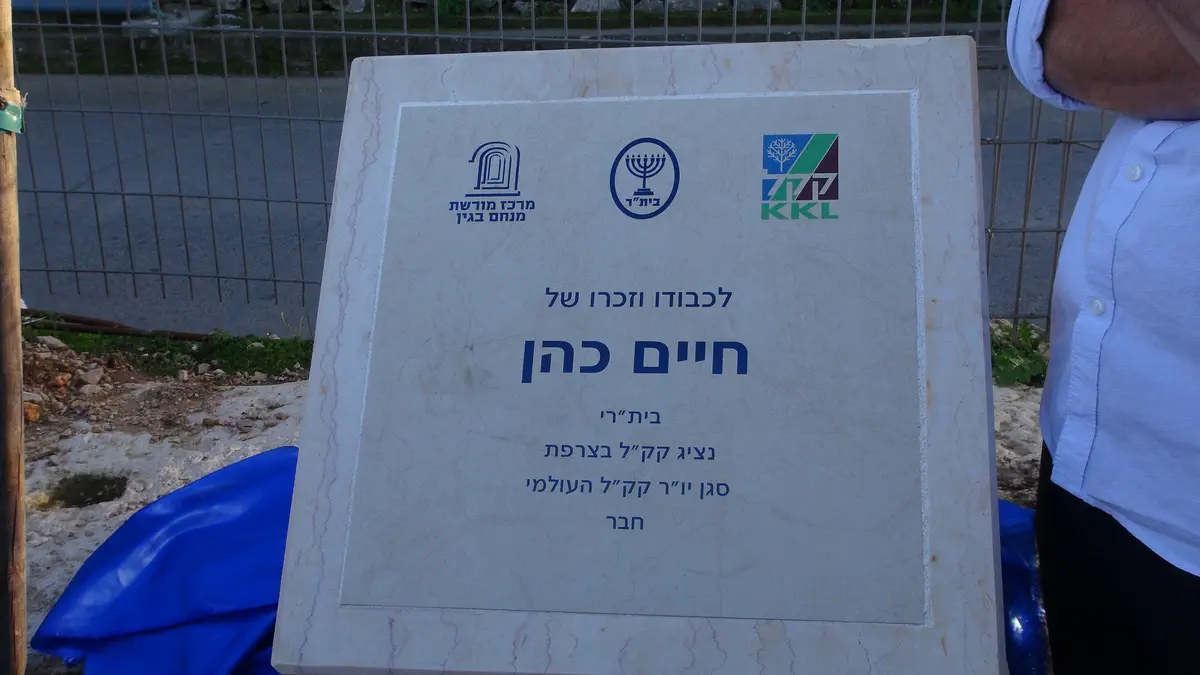 מרכז מורשת
מנחם בגין
בית״ר
קקל
KKL
לכבודו וזכרו של
חיים כהן
בית״רי
נציג קק״ל בצרפת
סגן יו״ר קק״ל העולמי
חבר